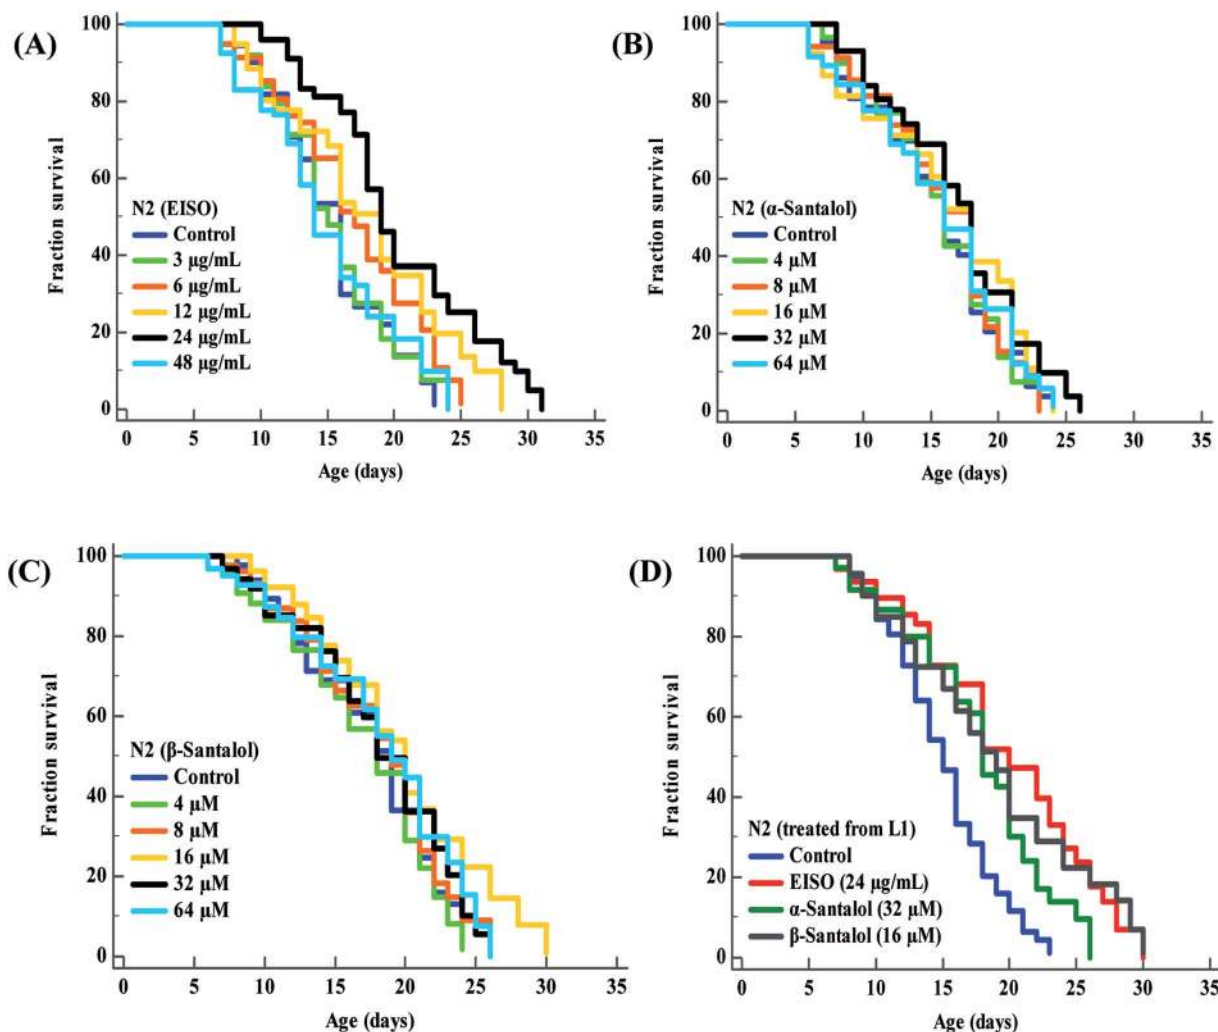 (A)
Fraction survival
100
80
60
40
20
0
N2 (EISO)
Control
3 µg/mL
6 µg/mL
12 µg/mL
24 µg/mL
48 µg/mL
0 5 10 15 20 25 30 35
Age (days)
(B)
Fraction survival
100
80
60
40
20
0
N2 (α-Santalol)
Control
4 µM
8 µM
16 µM
32 µM
64 µM
0 5 10 15 20 25 30 35
Age (days)
(C)
Fraction survival
100
80
60
40
20
0
N2 (β-Santalol)
Control
4 µM
8 µM
16 µM
32 µM
64 µM
0 5 10 15 20 25 30 35
Age (days)
(D)
Fraction survival
100
80
60
40
20
0
N2 (treated from L1)
Control
EISO (24 µg/mL)
α-Santalol (32 µM)
β-Santalol (16 µM)
0 5 10 15 20 25 30 35
Age (days)